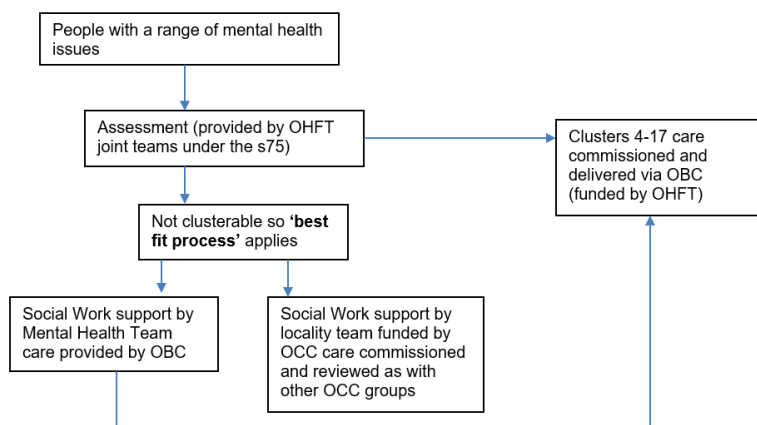 People with a range of mental health
issues
Assessment (provided by OHFT
joint teams under the s75)
Clusters 4-17 care
commissioned and
delivered via OBC
(funded by OHFT)
Not clusterable so ‘best
fit process’ applies
Social Work support by
Mental Health Team
care provided by OBC
Social Work support by
locality team funded by
OCC care commissioned
and reviewed as with
other OCC groups